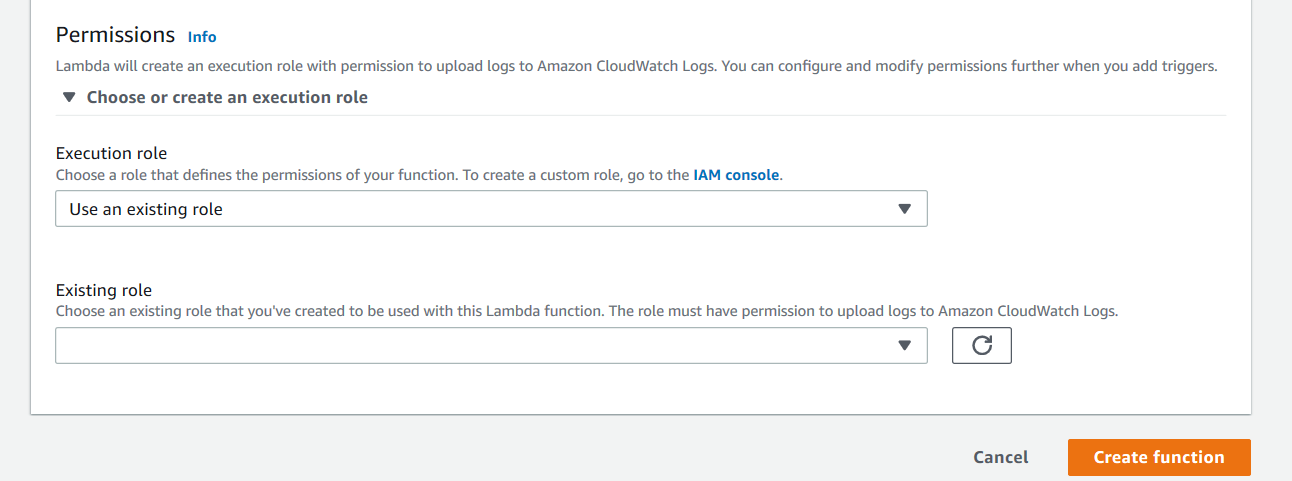 Permissions Info
Lambda will create an execution role with permission to upload logs to Amazon CloudWatch Logs. You can configure and modify permissions further when you add triggers.
Choose or create an execution role
Execution role
Choose a role that defines the permissions of your function. To create a custom role, go to the IAM console.
Use an existing role
Existing role
Choose an existing role that you've created to be used with this Lambda function. The role must have permission to upload logs to Amazon CloudWatch Logs.
Cancel Create function